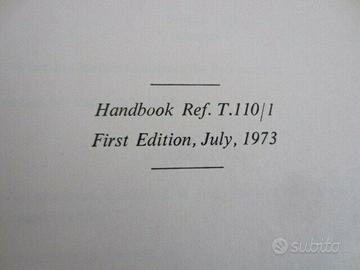 Handbook Ref. T.110/1
First Edition, July, 1973
subito